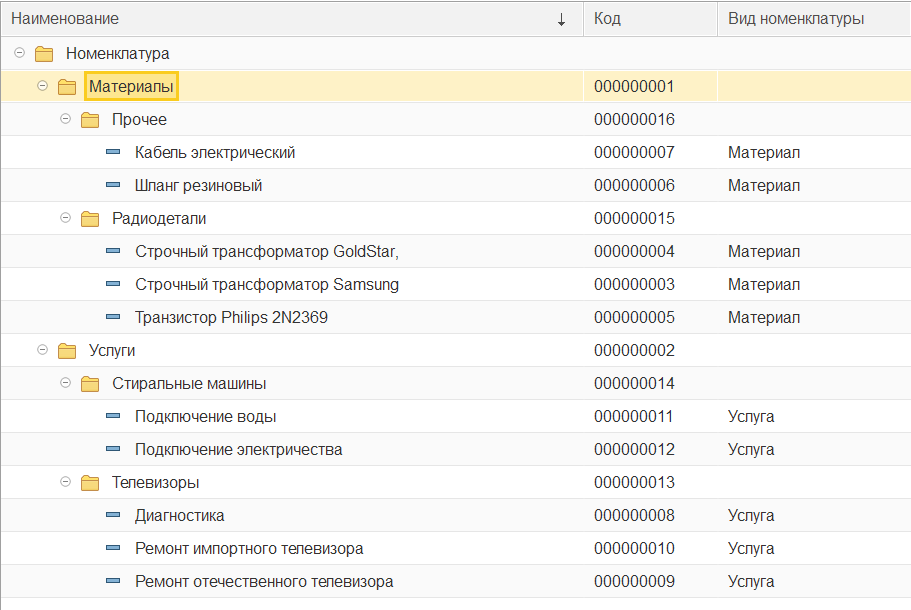 Наименование ↓ Код Вид номенклатуры
Номенклатура
Материалы 000000001
Прочее 000000016
Кабель электрический 000000007 Материал
Шланг резиновый 000000006 Материал
Радиодетали 000000015
Строчный трансформатор GoldStar, 000000004 Материал
Строчный трансформатор Samsung 000000003 Материал
Транзистор Philips 2N2369 000000005 Материал
Услуги 000000002
Стиральные машины 000000014
Подключение воды 000000011 Услуга
Подключение электричества 000000012 Услуга
Телевизоры 000000013
Диагностика 000000008 Услуга
Ремонт импортного телевизора 000000010 Услуга
Ремонт отечественного телевизора 000000009 Услуга